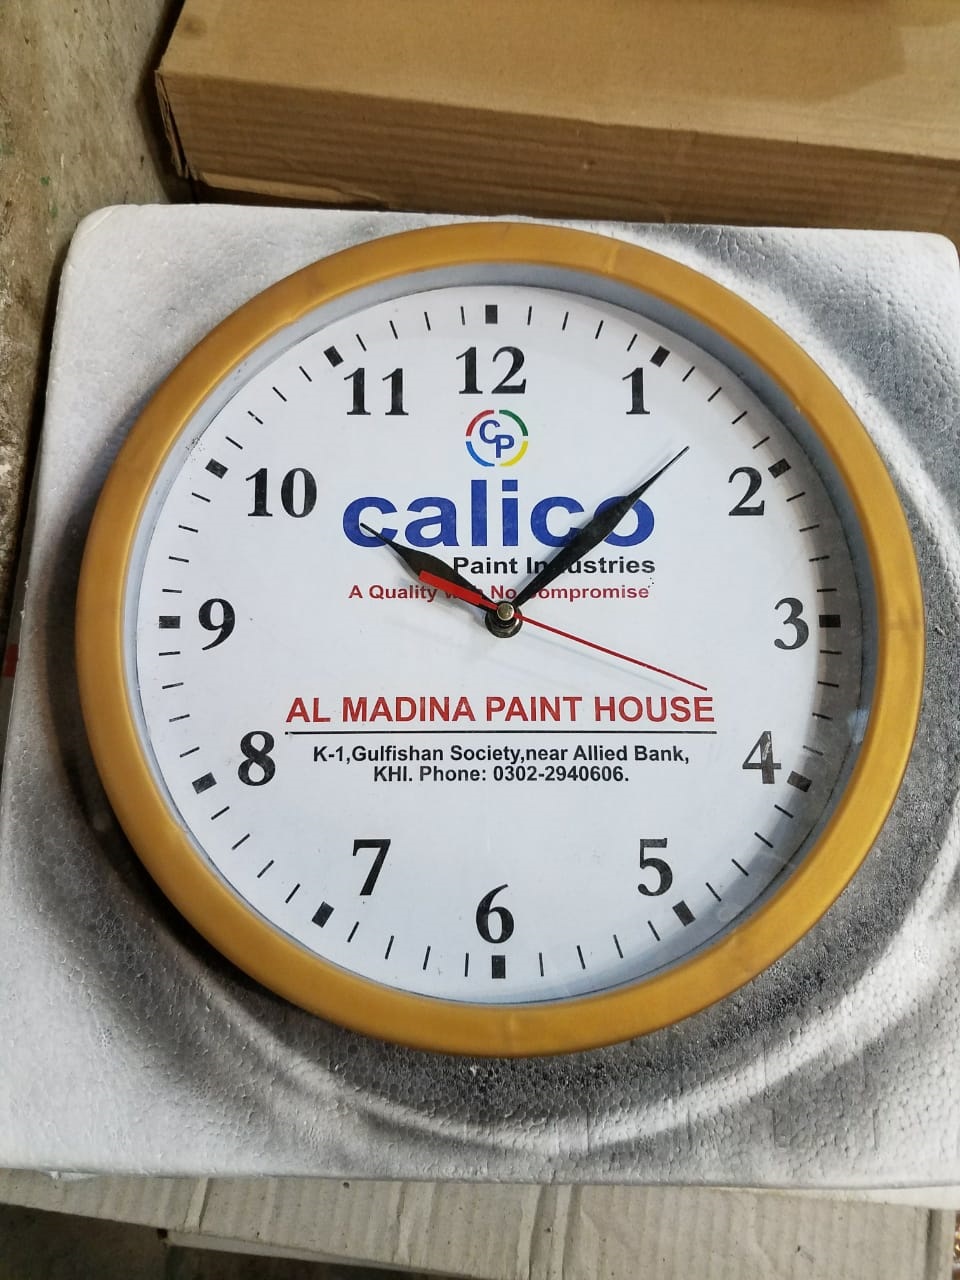 12
11
1
CP
10
2
calico
Paint Industries
A Quality No Compromise
9
3
AL MADINA PAINT HOUSE
K-1,Gulfishan Society,near Allied Bank,
KHI. Phone: 0302-2940606.
8
4
7
5
6